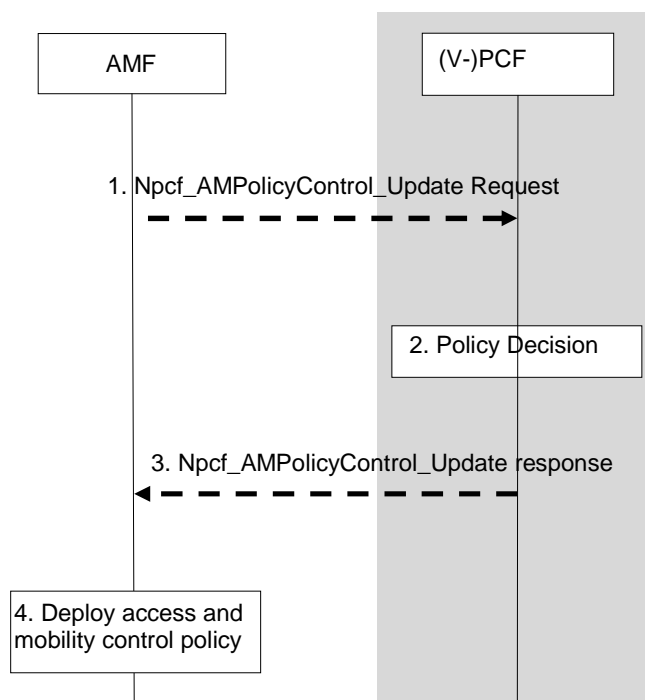 AMF
(V-)PCF
1. Npcf_AMPolicyControl_Update Request
2. Policy Decision
3. Npcf_AMPolicyControl_Update response
4. Deploy access and
mobility control policy